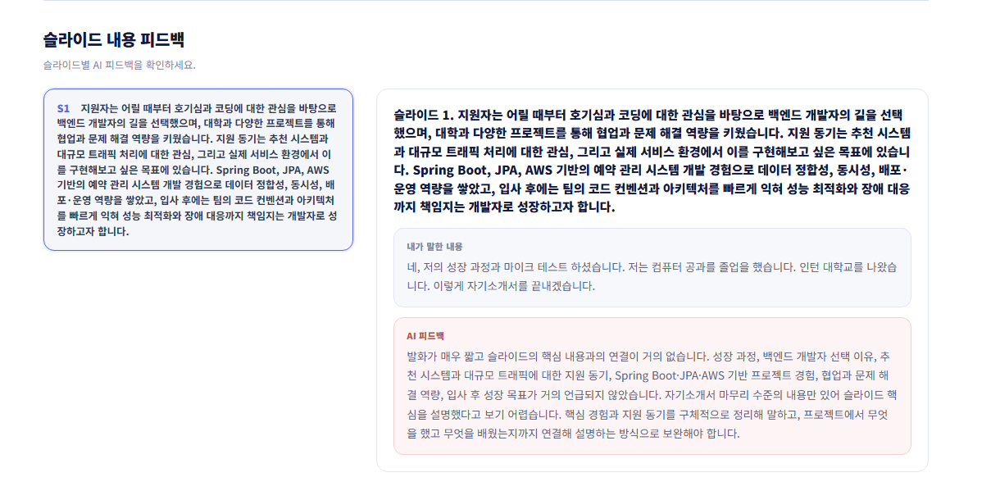 슬라이드 내용 피드백
슬라이드별 AI 피드백을 확인하세요.
S1 지원자는 어릴 때부터 호기심과 코딩에 대한 관심을 바탕으로
백엔드 개발자의 길을 선택했으며, 대학과 다양한 프로젝트를 통해
협업과 문제 해결 역량을 키웠습니다. 지원 동기는 추천 시스템과
대규모 트래픽 처리에 대한 관심, 그리고 실제 서비스 환경에서 이
를 구현해보고 싶은 목표에 있습니다. Spring Boot, JPA, AWS
기반의 예약 관리 시스템 개발 경험으로 데이터 정합성, 동시성, 배
포·운영 역량을 쌓았고, 입사 후에는 팀의 코드 컨벤션과 아키텍처
를 빠르게 익혀 성능 최적화와 장애 대응까지 책임지는 개발자로 성
장하고자 합니다.
슬라이드 1. 지원자는 어릴 때부터 호기심과 코딩에 대한 관심을 바탕으로 백엔드 개발자의 길을 선택
했으며, 대학과 다양한 프로젝트를 통해 협업과 문제 해결 역량을 키웠습니다. 지원 동기는 추천 시스템
과 대규모 트래픽 처리에 대한 관심, 그리고 실제 서비스 환경에서 이를 구현해보고 싶은 목표에 있습니
다. Spring Boot, JPA, AWS 기반의 예약 관리 시스템 개발 경험으로 데이터 정합성, 동시성, 배포·
운영 역량을 쌓았고, 입사 후에는 팀의 코드 컨벤션과 아키텍처를 빠르게 익혀 성능 최적화와 장애 대응
까지 책임지는 개발자로 성장하고자 합니다.
내가 말한 내용
네, 저의 성장 과정과 마이크 테스트 하셨습니다. 저는 컴퓨터 공과를 졸업을 했습니다. 인턴 대학교를 나왔습
니다. 이렇게 자기소개서를 끝내겠습니다.
AI 피드백
발화가 매우 짧고 슬라이드의 핵심 내용과의 연결이 거의 없습니다. 성장 과정, 백엔드 개발자 선택 이유, 추
천 시스템과 대규모 트래픽에 대한 지원 동기, Spring Boot·JPA·AWS 기반 프로젝트 경험, 협업과 문제 해
결 역량, 입사 후 성장 목표가 거의 언급되지 않았습니다. 자기소개서 마무리 수준의 내용만 있어 슬라이드 핵
심을 설명했다고 보기 어렵습니다. 핵심 경험과 지원 동기를 구체적으로 정리해 말하고, 프로젝트에서 무엇
을 했고 무엇을 배웠는지까지 연결해 설명하는 방식으로 보완해야 합니다.